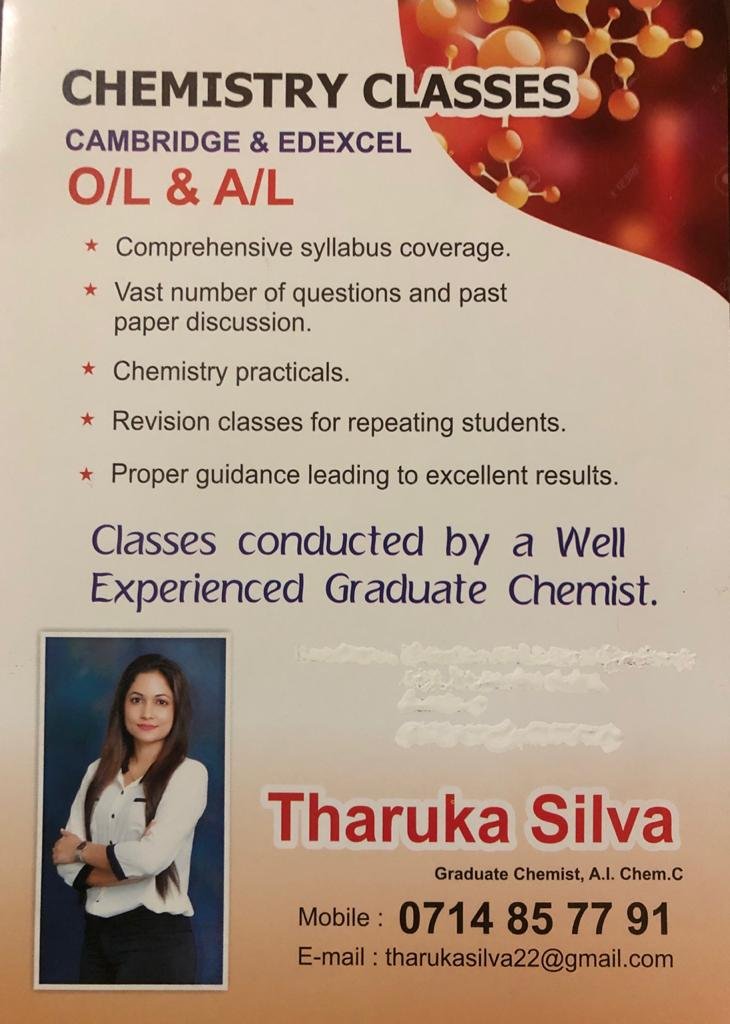 CHEMISTRY CLASSES
CAMBRIDGE & EDEXCEL
O/L & A/L
★ Comprehensive syllabus coverage.
★ Vast number of questions and past
paper discussion.
★ Chemistry practicals.
★ Revision classes for repeating students.
★ Proper guidance leading to excellent results.
Classes conducted by a Well
Experienced Graduate Chemist.
Tharuka Silva
Graduate Chemist, A.I. Chem.C
Mobile : 0714 85 77 91
E-mail : tharukasilva22@gmail.com